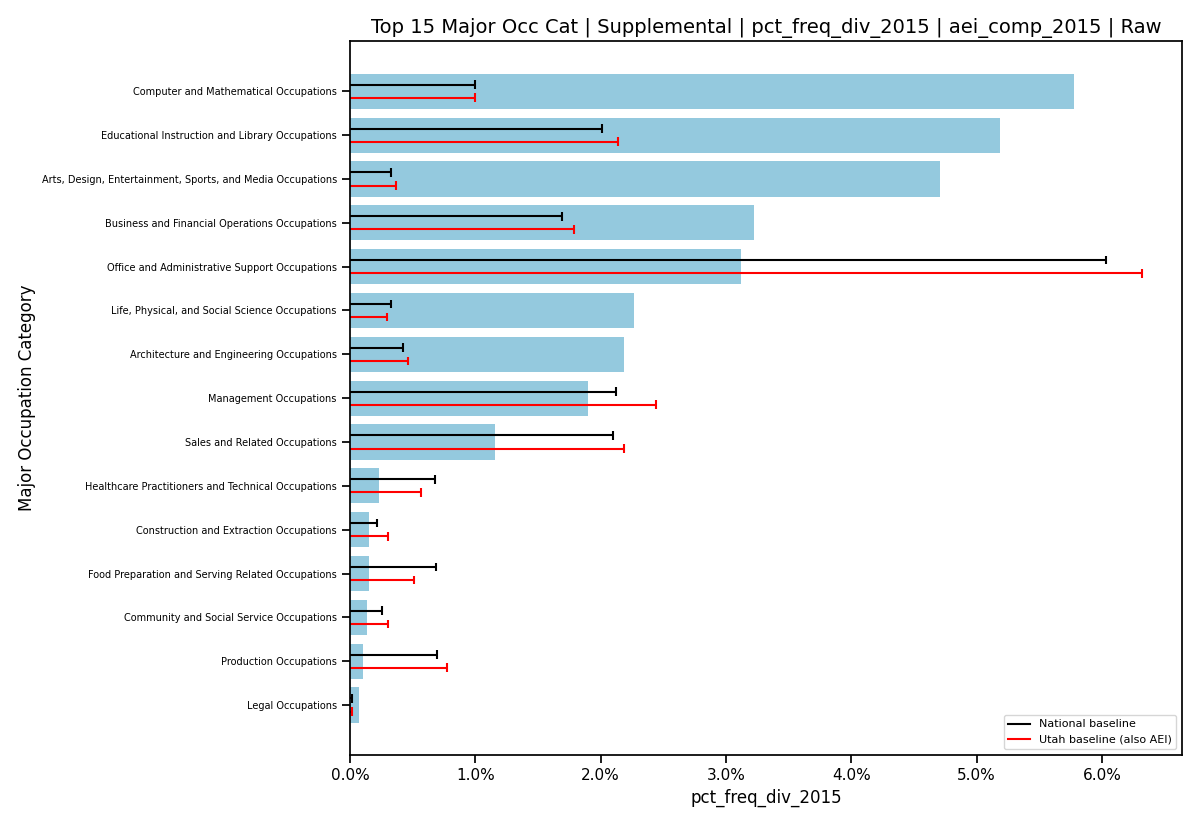 Top 15 Major Occ Cat | Supplemental | pct_freq_div_2015 | aei_comp_2015 | Raw
Major Occupation Category
Computer and Mathematical Occupations
Educational Instruction and Library Occupations
Arts, Design, Entertainment, Sports, and Media Occupations
Business and Financial Operations Occupations
Office and Administrative Support Occupations
Life, Physical, and Social Science Occupations
Architecture and Engineering Occupations
Management Occupations
Sales and Related Occupations
Healthcare Practitioners and Technical Occupations
Construction and Extraction Occupations
Food Preparation and Serving Related Occupations
Community and Social Service Occupations
Production Occupations
Legal Occupations
National baseline
Utah baseline (also AEI)
0.0% 1.0% 2.0% 3.0% 4.0% 5.0% 6.0%
pct_freq_div_2015